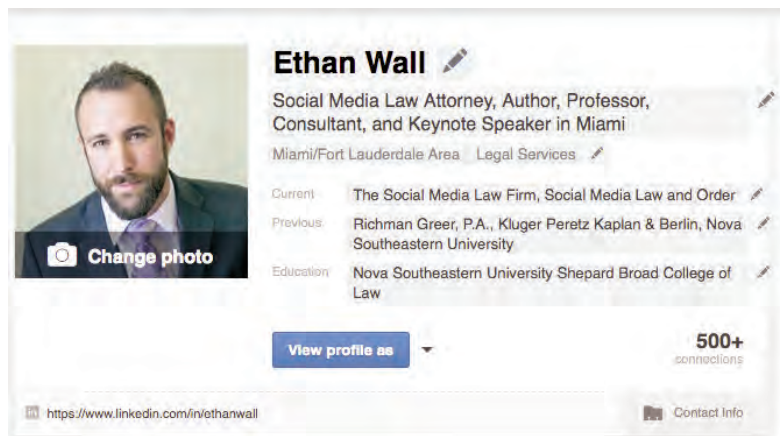 Ethan Wall
Social Media Law Attorney, Author, Professor,
Consultant, and Keynote Speaker in Miami
Miami/Fort Lauderdale Area Legal Services
Current The Social Media Law Firm, Social Media Law and Order
Previous Richman Greer, P.A., Kluger Peretz Kaplan & Berlin, Nova
Southeastern University
Education Nova Southeastern University Shepard Broad College of
Law
Change photo
View profile as
500+
connections
in https://www.linkedin.com/in/ethanwall
Contact Info